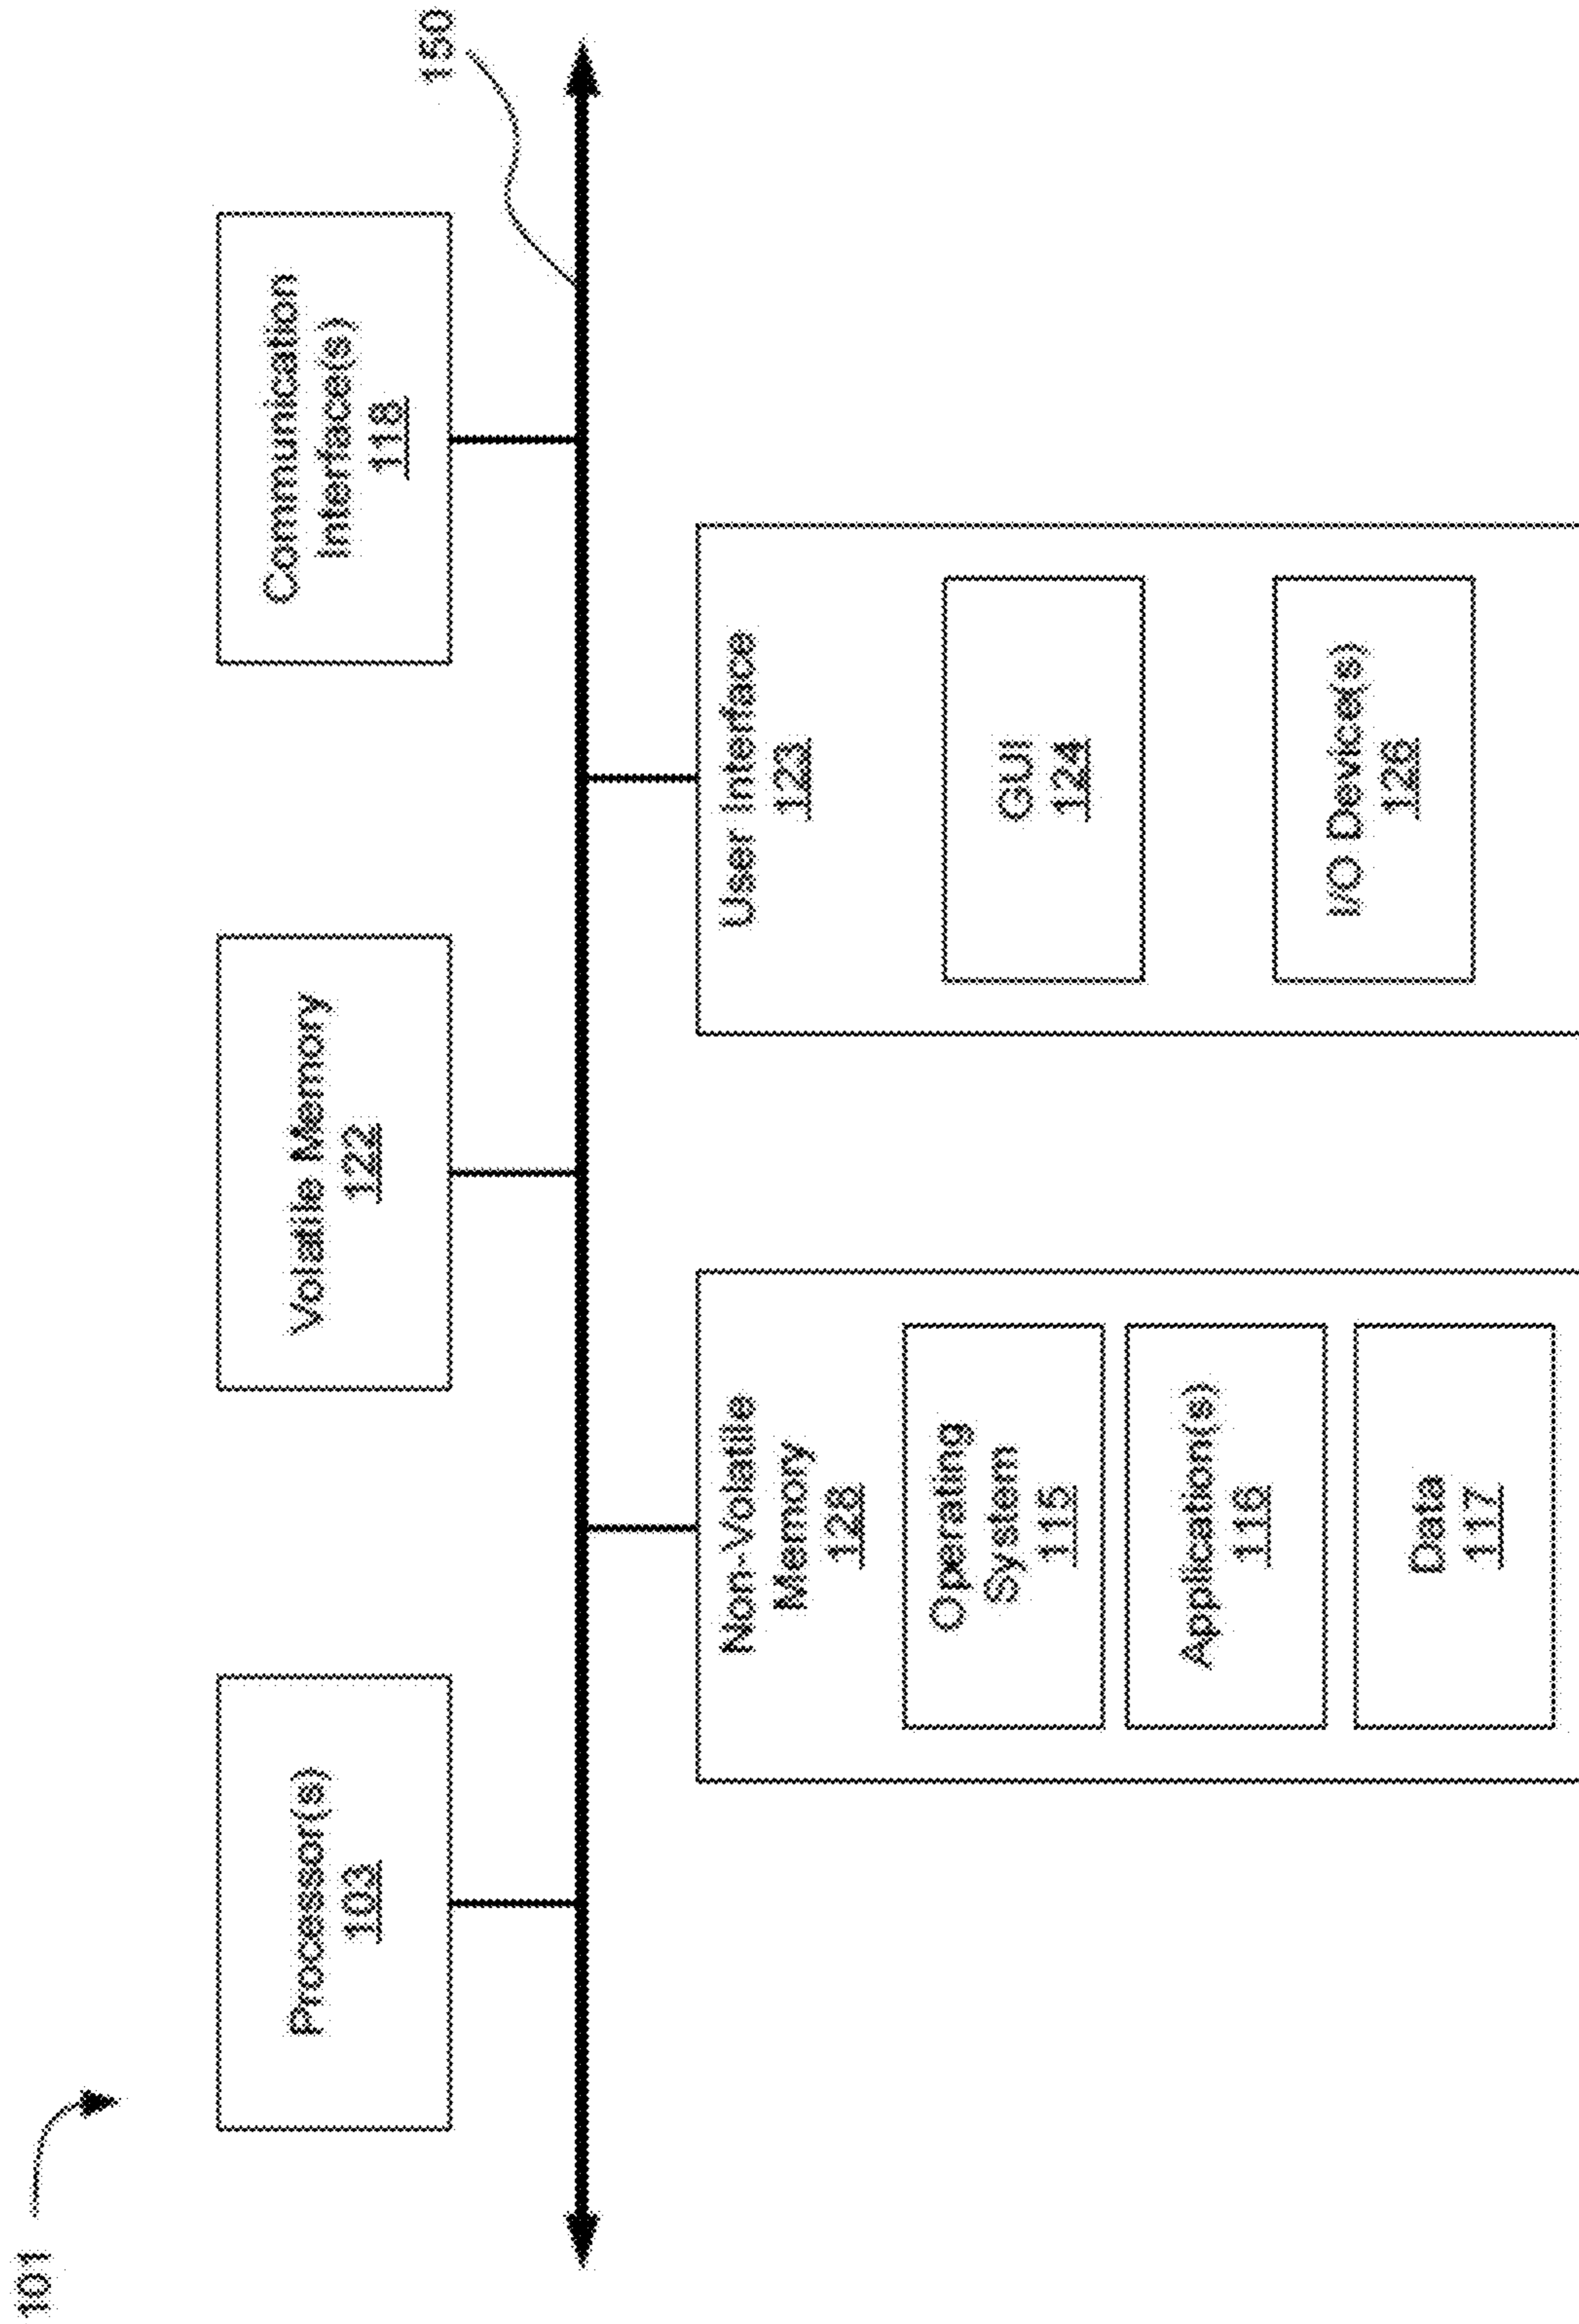 101
Processor(s)
103
Volatile Memory
122
Communication
Interface(s)
118
150
Non-Volatile
Memory
128
Operating
System
115
Application(s)
116
Data
117
User Interface
123
GUI
124
I/O Device(s)
126